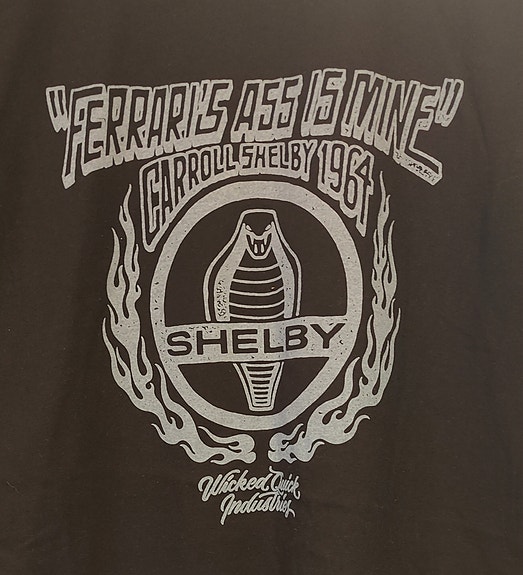 "FERRARI'S ASS IS MINE"
CARROLL SHELBY 1964
SHELBY
Wicked Quick
Industries